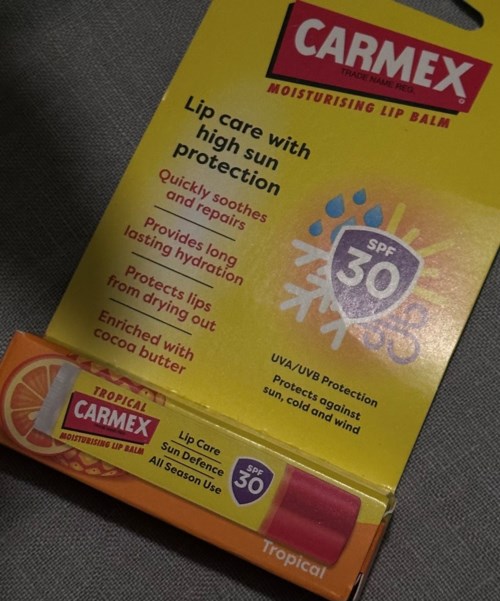 CARMEX
TRADE NAME REG.
MOISTURISING LIP BALM
Lip care with
high sun
protection
Quickly soothes
and repairs
Provides long
lasting hydration
Protects lips
from drying out
Enriched with
cocoa butter
SPF
30
UVA/UVB Protection
Protects against
sun, cold and wind
TROPICAL
CARMEX
MOISTURISING LIP BALM
Lip Care
Sun Defence
All Season Use
SPF
30
Tropical